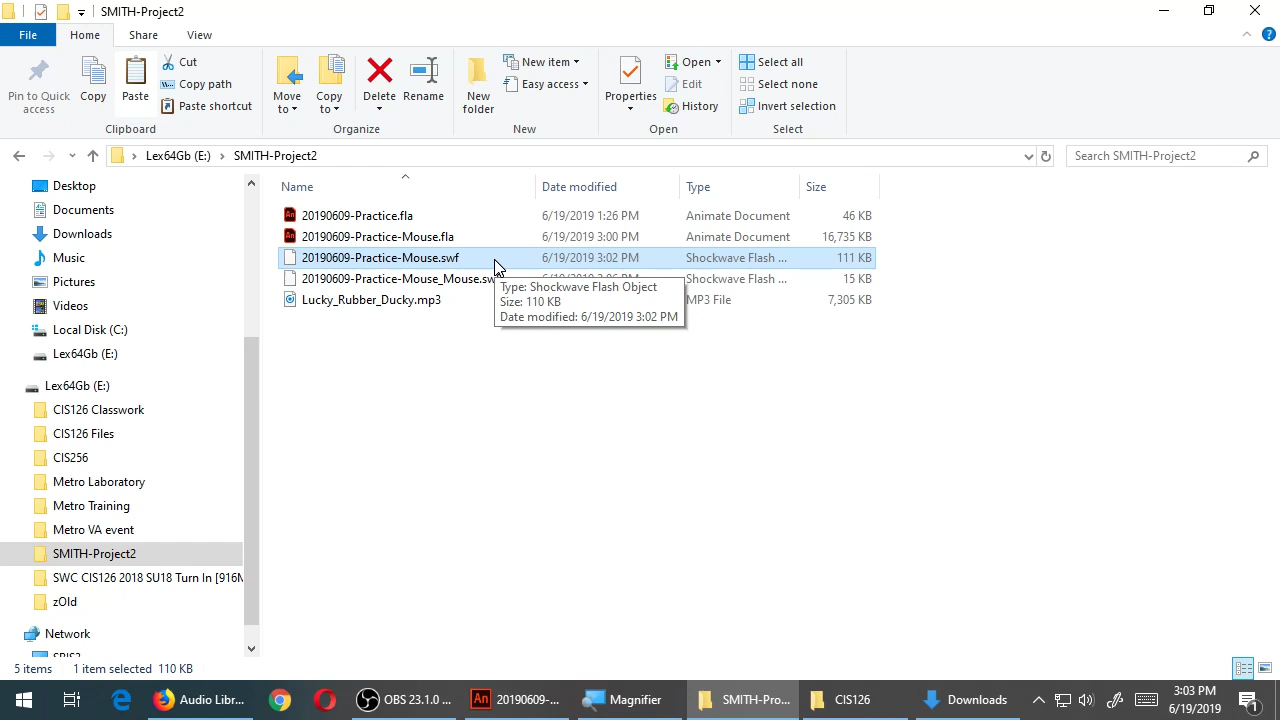 SMITH-Project2
File Home Share View
Pin to Quick access
Copy
Paste
Cut
Copy path
Paste shortcut
Clipboard
Move to
Copy to
Delete
Rename
Organize
New folder
New item
Easy access
New
Properties
Open
Edit
History
Open
Select all
Select none
Invert selection
Select
Lex64Gb (E:) SMITH-Project2
Search SMITH-Project2
Desktop
Documents
Downloads
Music
Pictures
Videos
Local Disk (C:)
Lex64Gb (E:)
Lex64Gb (E:)
CIS126 Classwork
CIS126 Files
CIS256
Metro Laboratory
Metro Training
Metro VA event
SMITH-Project2
SWC CIS126 2018 SU18 Turn In [916M
zOld
Network
Name Date modified Type Size
20190609-Practice.fla 6/19/2019 1:26 PM Animate Document 46 KB
20190609-Practice-Mouse.fla 6/19/2019 3:00 PM Animate Document 16,735 KB
20190609-Practice-Mouse.swf 6/19/2019 3:02 PM Shockwave Flash ... 111 KB
20190609-Practice-Mouse_Mouse.sw Shockwave Flash ... 15 KB
Lucky_Rubber_Ducky.mp3 MP3 File 7,305 KB
Type: Shockwave Flash Object
Size: 110 KB
Date modified: 6/19/2019 3:02 PM
5 items 1 item selected 110 KB
Audio Libr...
OBS 23.1.0 ...
An 20190609-...
Magnifier
SMITH-Pro...
CIS126
Downloads
3:03 PM
6/19/2019
1